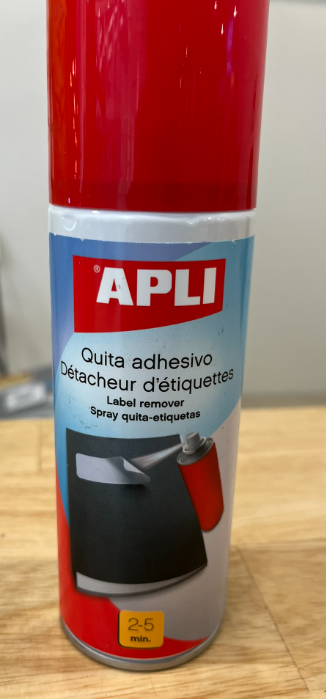 ® APLI
Quita adhesivo
Détacheur d'étiquettes
Label remover
Spray quita-etiquetas
2-5
min.